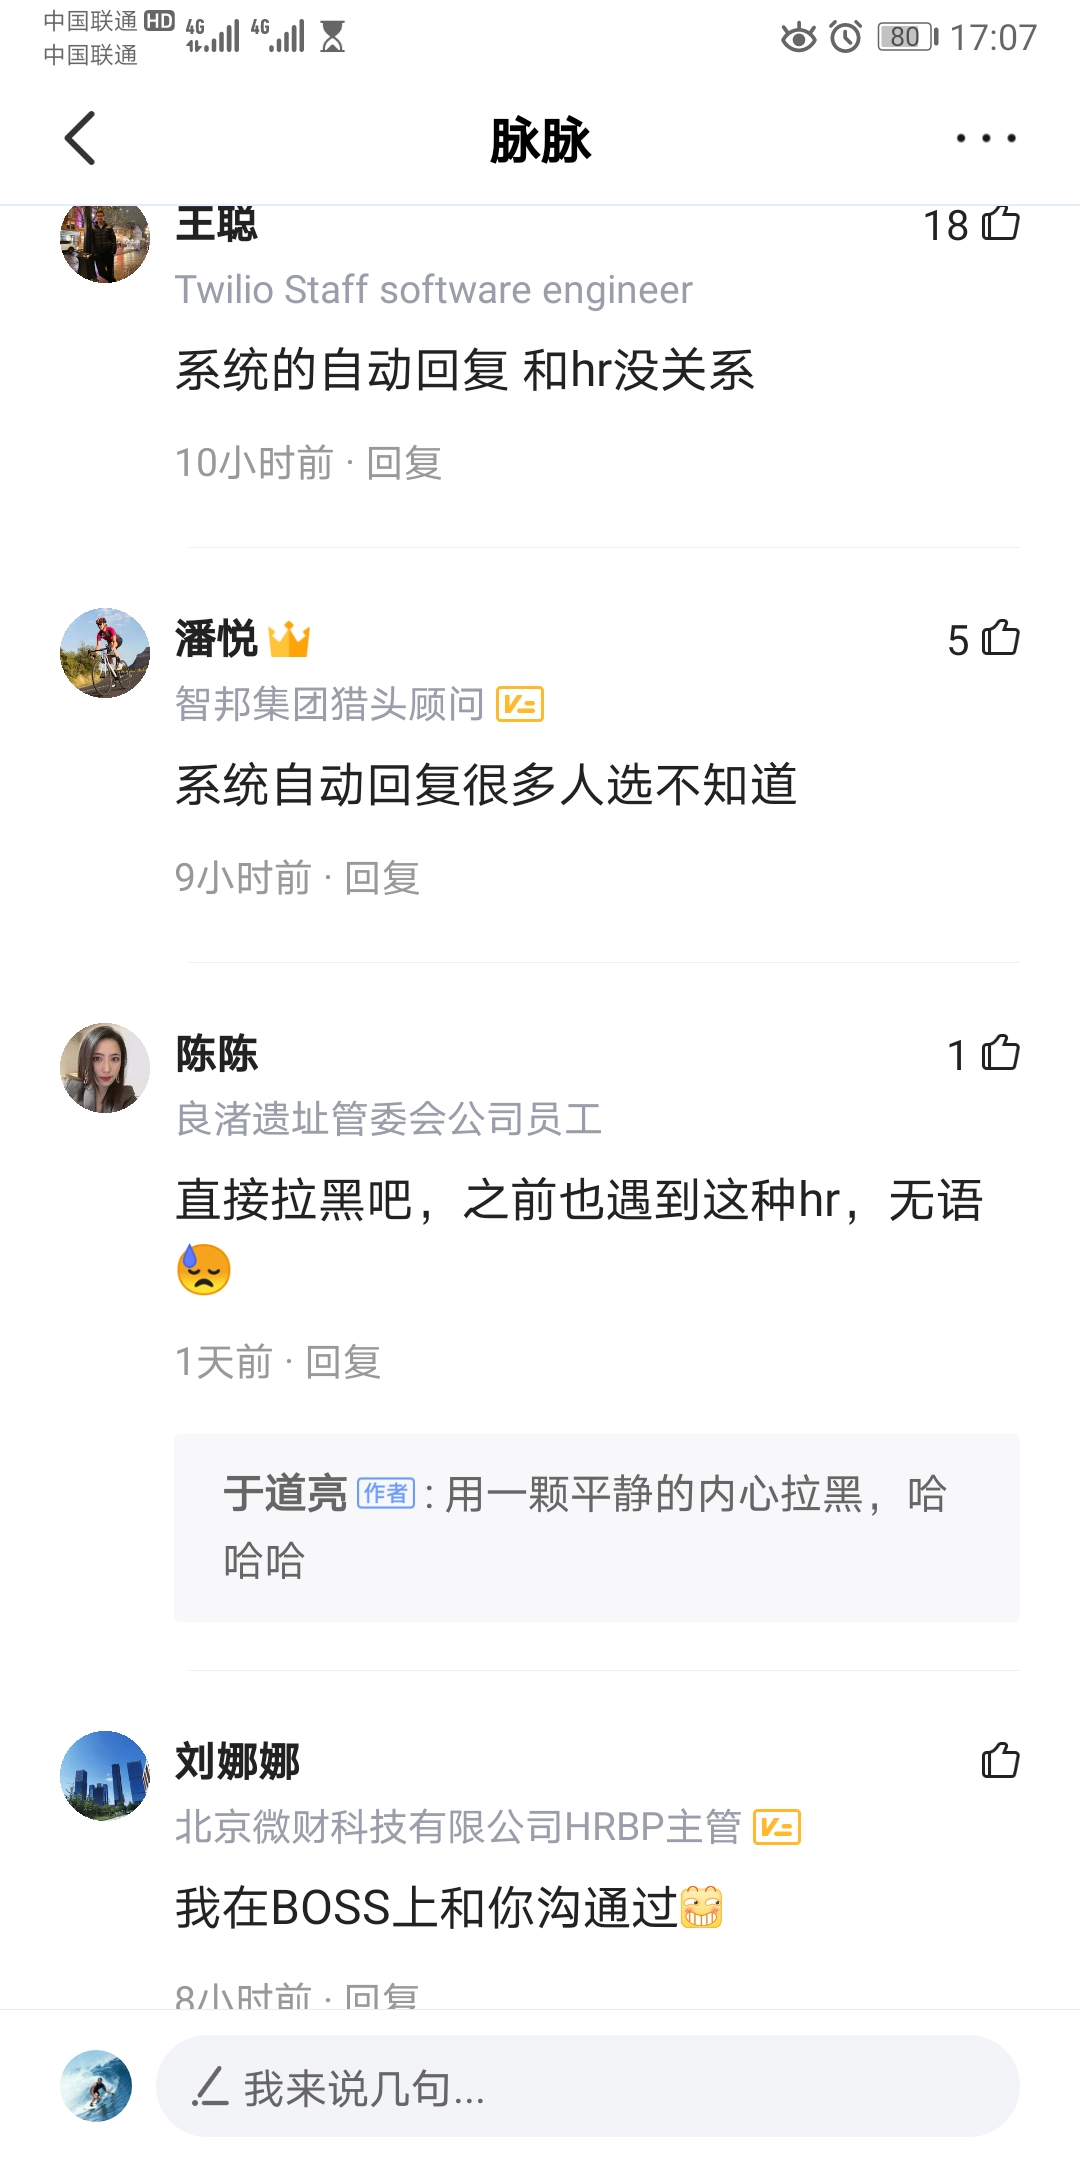 中国联通 HD 4G 4G 80 17:07
中国联通
脉脉
王聪 18
Twilio Staff software engineer
系统的自动回复 和hr没关系
10小时前 · 回复
潘悦 5
智邦集团猎头顾问
系统自动回复很多人选不知道
9小时前 · 回复
陈陈 1
良渚遗址管委会公司员工
直接拉黑吧，之前也遇到这种hr，无语
😓
1天前 · 回复
于道亮 作者 : 用一颗平静的内心拉黑，哈
哈哈
刘娜娜
北京微财科技有限公司HRBP主管
我在BOSS上和你沟通过
8小时前 · 回复
我来说几句...